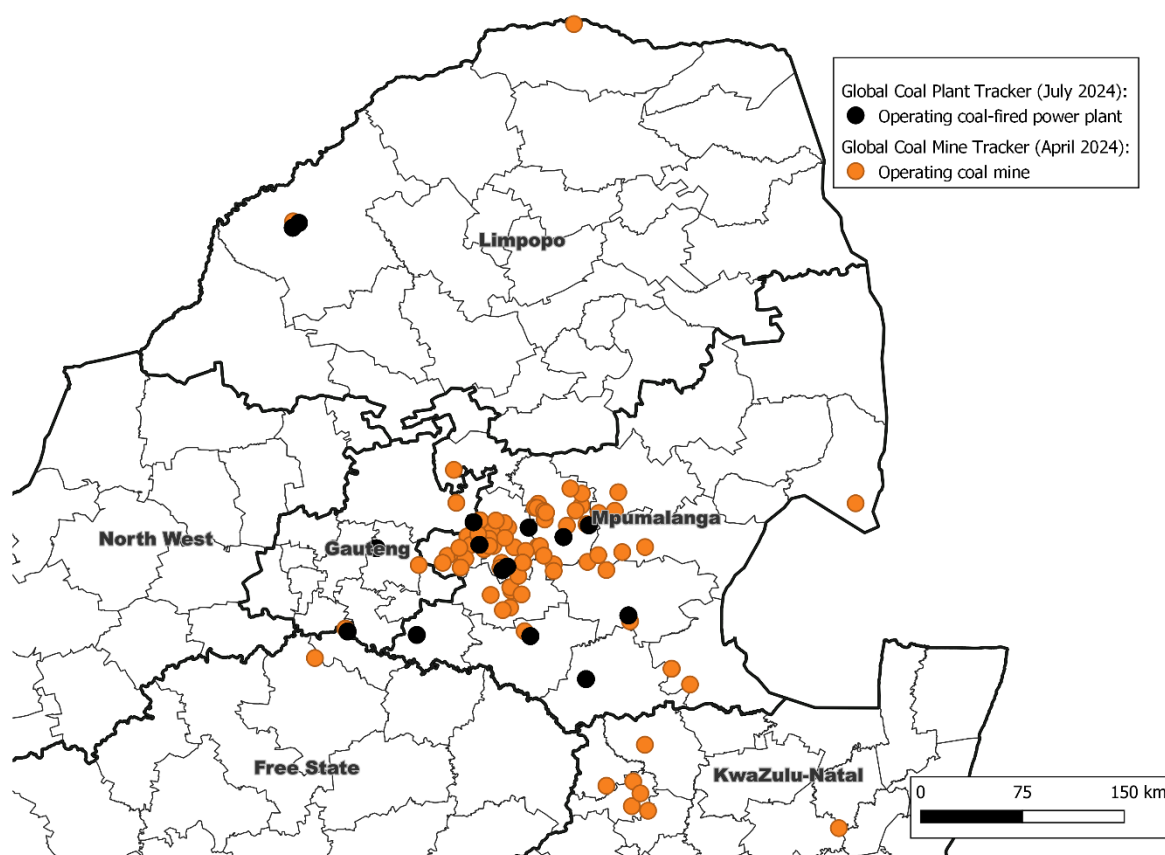 Global Coal Plant Tracker (July 2024):
Operating coal-fired power plant
Global Coal Mine Tracker (April 2024):
Operating coal mine
Limpopo
North West
Gauteng
Mpumalanga
Free State
KwaZulu-Natal
0 75 150 km